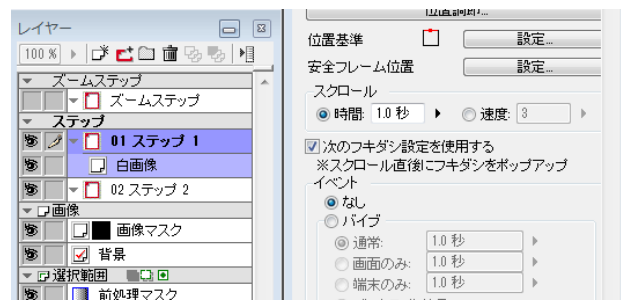 レイヤー
100 %
ズームステップ
ズームステップ
ステップ
01 ステップ 1
白画像
02 ステップ 2
画像
画像マスク
背景
選択範囲
前処理マスク
位置調節...
位置基準 設定...
安全フレーム位置 設定...
スクロール
時間: 1.0 秒 速度: 3
次のフキダシ設定を使用する
※スクロール直後にフキダシをポップアップ
イベント
なし
バイブ
通常: 1.0 秒
画面のみ: 1.0 秒
端末のみ: 1.0 秒